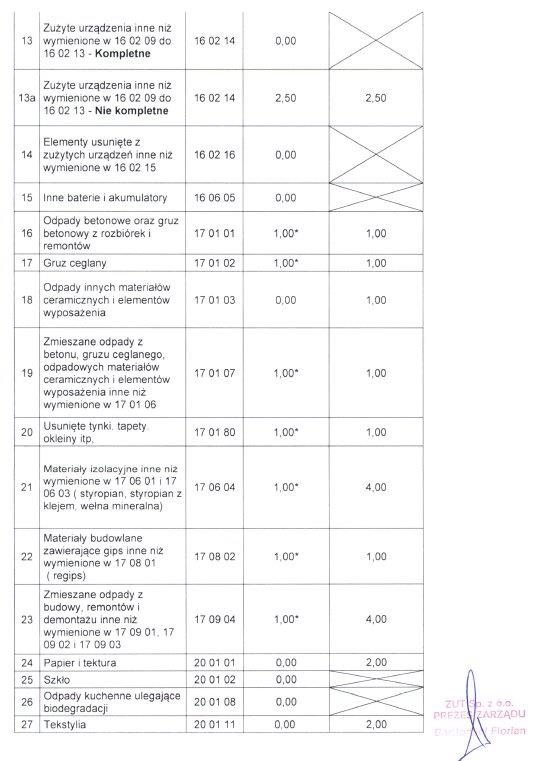 13 Zużyte urządzenia inne niż
wymienione w 16 02 09 do
16 02 13 - Kompletne 16 02 14 0,00
13a Zużyte urządzenia inne niż
wymienione w 16 02 09 do
16 02 13 - Nie kompletne 16 02 14 2,50 2,50
14 Elementy usunięte z
zużytych urządzeń inne niż
wymienione w 16 02 15 16 02 16 0,00
15 Inne baterie i akumulatory 16 06 05 0,00
16 Odpady betonowe oraz gruz
betonowy z rozbiórek i
remontów 17 01 01 1,00* 1,00
17 Gruz ceglany 17 01 02 1,00* 1,00
18 Odpady innych materiałów
ceramicznych i elementów
wyposażenia 17 01 03 0,00 1,00
19 Zmieszane odpady z
betonu, gruzu ceglanego,
odpadowych materiałów
ceramicznych i elementów
wyposażenia inne niż
wymienione w 17 01 06 17 01 07 1,00* 1,00
20 Usunięte tynki. tapety.
okleiny itp, 17 01 80 1,00* 1,00
21 Materiały izolacyjne inne niż
wymienione w 17 06 01 i 17
06 03 ( styropian, styropian z
klejem, wełna mineralna) 17 06 04 1,00* 4,00
22 Materiały budowlane
zawierające gips inne niż
wymienione w 17 08 01
( regips) 17 08 02 1,00* 1,00
23 Zmieszane odpady z
budowy, remontów i
demontażu inne niż
wymienione w 17 09 01, 17
09 02 i 17 09 03 17 09 04 1,00* 4,00
24 Papier i tektura 20 01 01 0,00 2,00
25 Szkło 20 01 02 0,00
26 Odpady kuchenne ulegające
biodegradacji 20 01 08 0,00
27 Tekstylia 20 01 11 0,00 2,00
ZUT Sp. z o.o.
PREZES ZARZĄDU
Florian